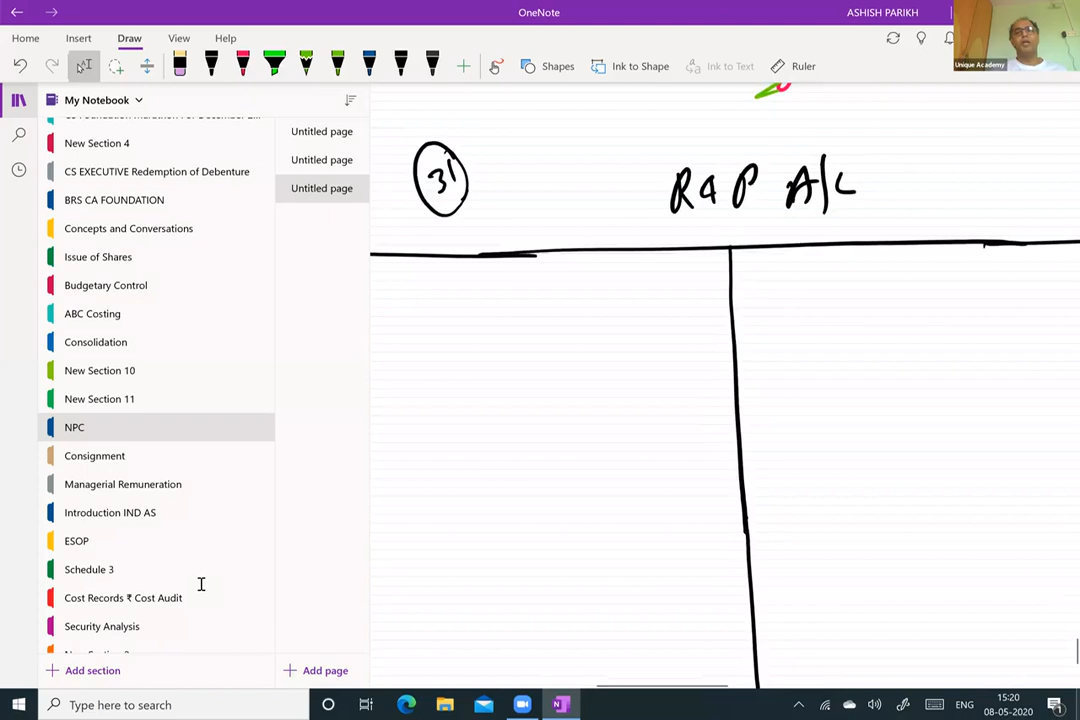 OneNote
ASHISH PARIKH
Unique Academy
Home
Insert
Draw
View
Help
Shapes
Ink to Shape
Ink to Text
Ruler
My Notebook
New Section 4
CS EXECUTIVE Redemption of Debenture
BRS CA FOUNDATION
Concepts and Conversations
Issue of Shares
Budgetary Control
ABC Costing
Consolidation
New Section 10
New Section 11
NPC
Consignment
Managerial Remuneration
Introduction IND AS
ESOP
Schedule 3
Cost Records ₹ Cost Audit
Security Analysis
Add section
Untitled page
Untitled page
Untitled page
Add page
31
R & P A/C
Type here to search
ENG
15:20
08-05-2020